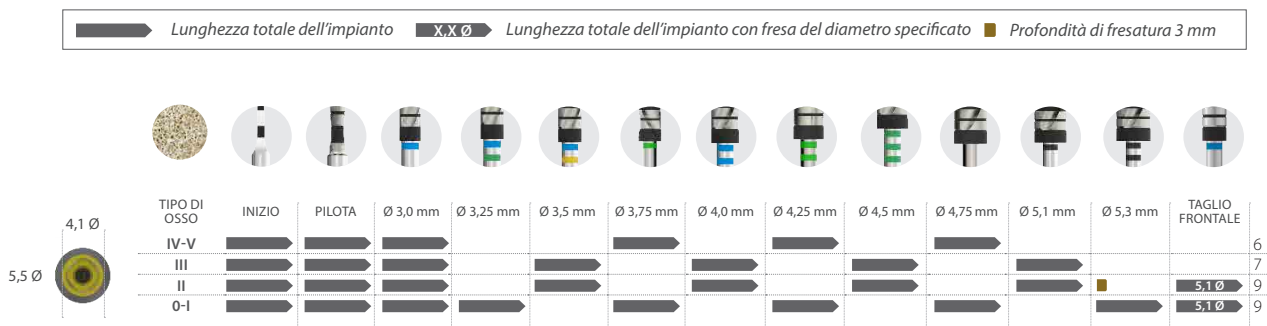 Lunghezza totale dell'impianto X,X Ø Lunghezza totale dell'impianto con fresa del diametro specificato Profondità di fresatura 3 mm
TIPO DI OSSO INIZIO PILOTA Ø 3,0 mm Ø 3,25 mm Ø 3,5 mm Ø 3,75 mm Ø 4,0 mm Ø 4,25 mm Ø 4,5 mm Ø 4,75 mm Ø 5,1 mm Ø 5,3 mm TAGLIO FRONTALE
4,1 Ø
5,5 Ø
IV-V 6
III 7
II 5,1 Ø 9
0-I 5,1 Ø 9